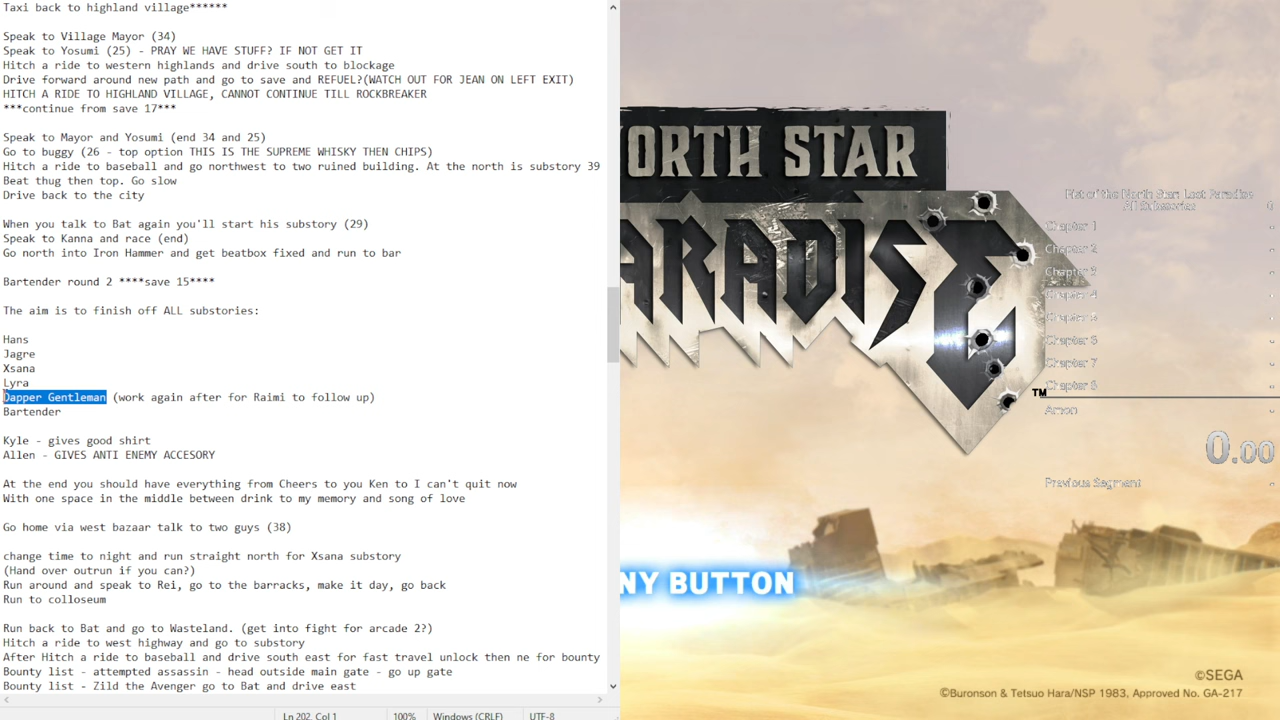 Taxi back to highland village******
Speak to Village Mayor (34)
Speak to Yosumi (25) - PRAY WE HAVE STUFF? IF NOT GET IT
Hitch a ride to western highlands and drive south to blockage
Drive forward around new path and go to save and REFUEL?(WATCH OUT FOR JEAN ON LEFT EXIT)
HITCH A RIDE TO HIGHLAND VILLAGE, CANNOT CONTINUE TILL ROCKBREAKER
***continue from save 17***
Speak to Mayor and Yosumi (end 34 and 25)
Go to buggy (26 - top option THIS IS THE SUPREME WHISKY THEN CHIPS)
Hitch a ride to baseball and go northwest to two ruined building. At the north is substory 39
Beat thug then top. Go slow
Drive back to the city
When you talk to Bat again you'll start his substory (29)
Speak to Kanna and race (end)
Go north into Iron Hammer and get beatbox fixed and run to bar
Bartender round 2 ****save 15****
The aim is to finish off ALL substories:
Hans
Jagre
Xsana
Lyra
Dapper Gentleman (work again after for Raimi to follow up)
Bartender
Kyle - gives good shirt
Allen - GIVES ANTI ENEMY ACCESORY
At the end you should have everything from Cheers to you Ken to I can't quit now
With one space in the middle between drink to my memory and song of love
Go home via west bazaar talk to two guys (38)
change time to night and run straight north for Xsana substory
(Hand over outrun if you can?)
Run around and speak to Rei, go to the barracks, make it day, go back
Run to colloseum
Run back to Bat and go to Wasteland. (get into fight for arcade 2?)
Hitch a ride to west highway and go to substory
After Hitch a ride to baseball and drive south east for fast travel unlock then ne for bounty
Bounty list - attempted assassin - head outside main gate - go up gate
Bounty list - Zild the Avenger go to Bat and drive east
Ln 202, Col 1
100%
Windows (CRLF)
UTF-8
NORTH STAR
PARADISE
TM
NY BUTTON
Fist of the North Star: Lost Paradise
All Substories
0
Chapter 1
Chapter 2
Chapter 3
Chapter 4
Chapter 5
Chapter 6
Chapter 7
Chapter 8
Amon
0.00
Previous Segment
©SEGA
©Buronson & Tetsuo Hara/NSP 1983, Approved No. GA-217